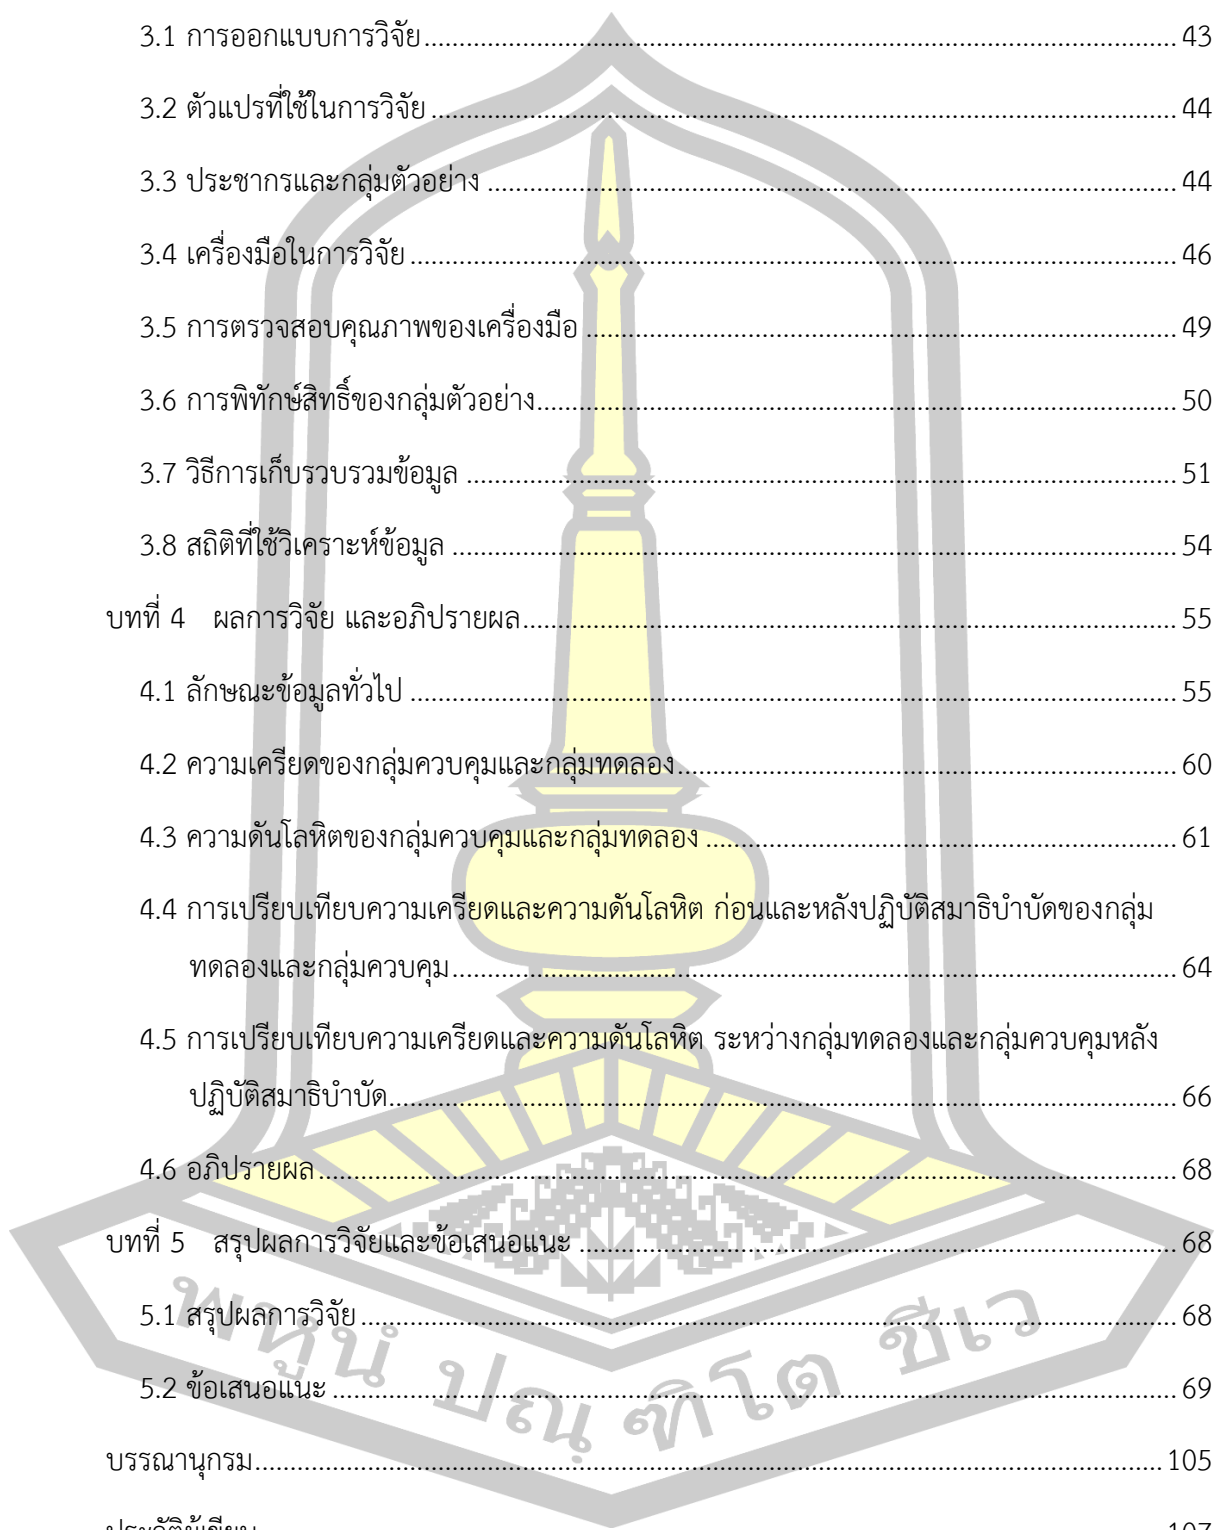 3.1 การออกแบบการวิจัย........................................................................ 43
3.2 ตัวแปรที่ใช้ในการวิจัย........................................................................ 44
3.3 ประชากรและกลุ่มตัวอย่าง........................................................................ 44
3.4 เครื่องมือในการวิจัย........................................................................ 46
3.5 การตรวจสอบคุณภาพของเครื่องมือ........................................................................ 49
3.6 การพิทักษ์สิทธิ์ของกลุ่มตัวอย่าง........................................................................ 50
3.7 วิธีการเก็บรวบรวมข้อมูล........................................................................ 51
3.8 สถิติที่ใช้วิเคราะห์ข้อมูล........................................................................ 54
บทที่ 4 ผลการวิจัย และอภิปรายผล........................................................................ 55
4.1 ลักษณะข้อมูลทั่วไป........................................................................ 55
4.2 ความเครียดของกลุ่มควบคุมและกลุ่มทดลอง........................................................................ 60
4.3 ความดันโลหิตของกลุ่มควบคุมและกลุ่มทดลอง........................................................................ 61
4.4 การเปรียบเทียบความเครียดและความดันโลหิต ก่อนและหลังปฏิบัติสมาธิบำบัดของกลุ่ม
ทดลองและกลุ่มควบคุม........................................................................ 64
4.5 การเปรียบเทียบความเครียดและความดันโลหิต ระหว่างกลุ่มทดลองและกลุ่มควบคุมหลัง
ปฏิบัติสมาธิบำบัด........................................................................ 66
4.6 อภิปรายผล........................................................................ 68
บทที่ 5 สรุปผลการวิจัยและข้อเสนอแนะ........................................................................ 68
5.1 สรุปผลการวิจัย........................................................................ 68
5.2 ข้อเสนอแนะ........................................................................ 69
บรรณานุกรม........................................................................ 105
ประวัติผู้เขียน........................................................................ 107
พหูนํ ปณฺฑิโต ชีเว